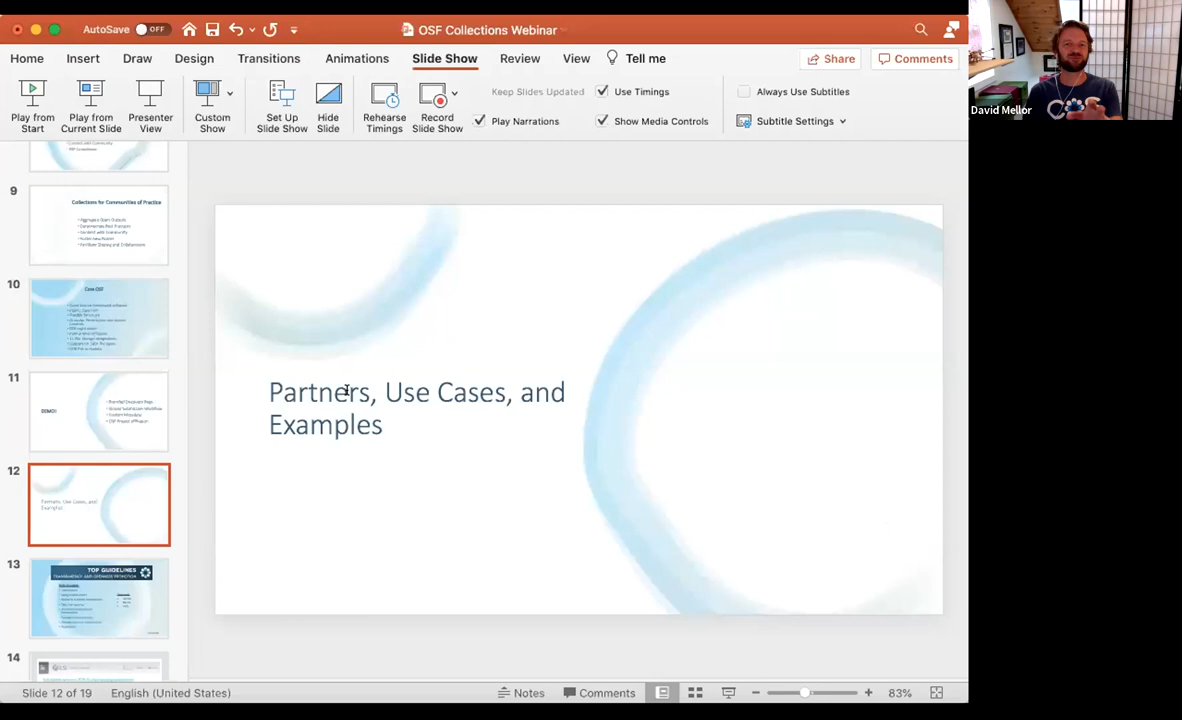 AutoSave OFF
OSF Collections Webinar
Home Insert Draw Design Transitions Animations Slide Show Review View Tell me Share Comments
Play from Start
Play from Current Slide
Presenter View
Custom Show
Set Up Slide Show
Hide Slide
Rehearse Timings
Record Slide Show
Keep Slides Updated
Use Timings
Play Narrations
Show Media Controls
Always Use Subtitles
Subtitle Settings
David Mellor
COS
9
Collections for Communities of Practice
10
Core OSF
11
DEMO!
12
Partners, Use Cases, and
Examples
13
TOP GUIDELINES
14
Partners, Use Cases, and
Examples
Slide 12 of 19 English (United States) Notes Comments 83%